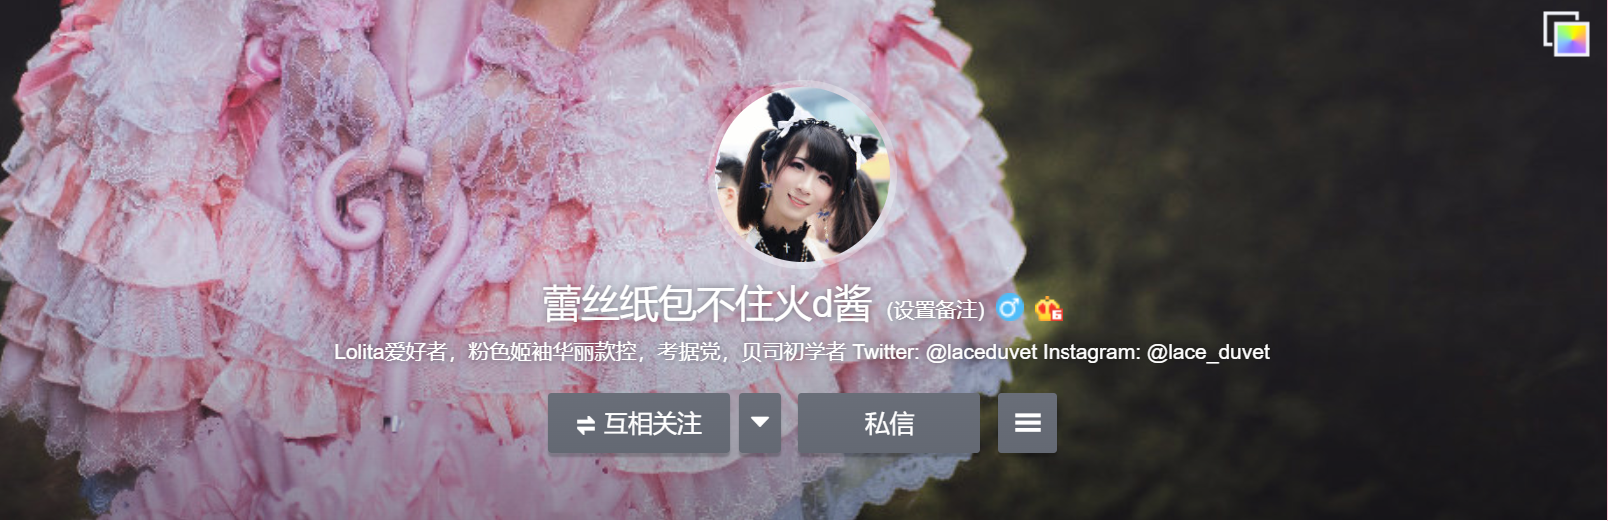 蕾丝纸包不住火d酱 (设置备注) 6
Lolita爱好者，粉色姬袖华丽款控，考据党，贝司初学者 Twitter: @laceduvet Instagram: @lace_duvet
互相关注 私信